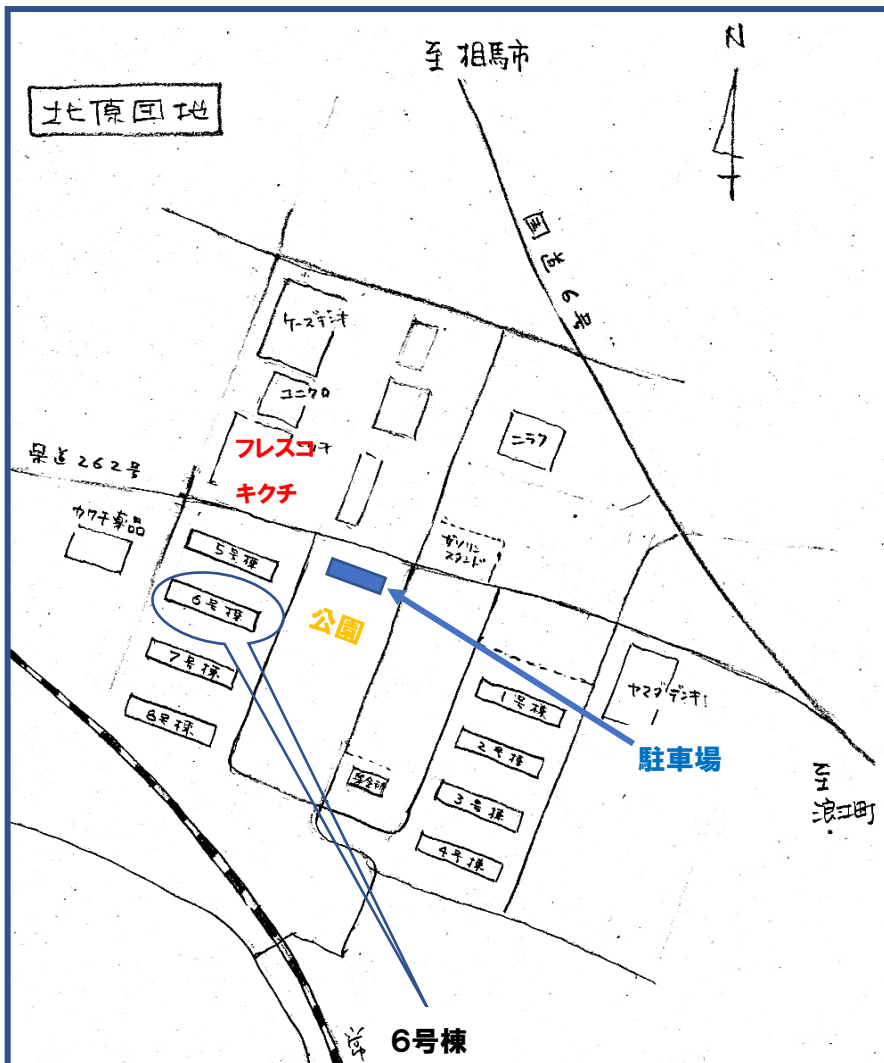 至 相馬市
N
北原団地
国道6号
ケーズデンキ
ユニクロ
フレスコ
キクチ
ニラク
県道262号
カワチ薬品
ガソリン
スタンド
5号棟
6号棟
公園
7号棟
8号棟
1号棟
ヤマダデンキ
2号棟
駐車場
集会所
3号棟
4号棟
至
浪江町
6号棟